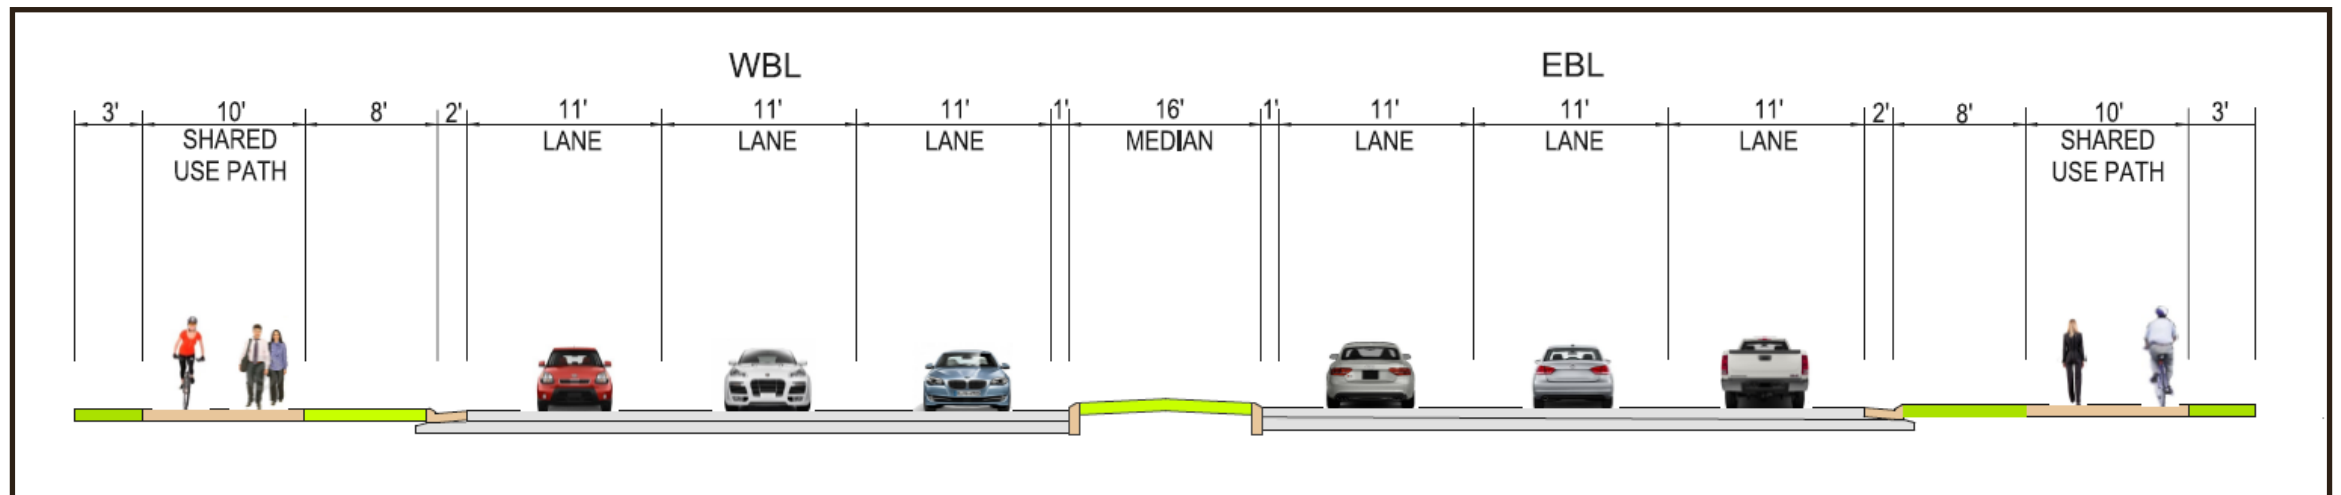 WBL EBL
3' 10' 8' 2' 11' 11' 11' 1' 16' 1' 11' 11' 11' 2' 8' 10' 3'
SHARED LANE LANE LANE MEDIAN LANE LANE LANE SHARED
USE PATH USE PATH